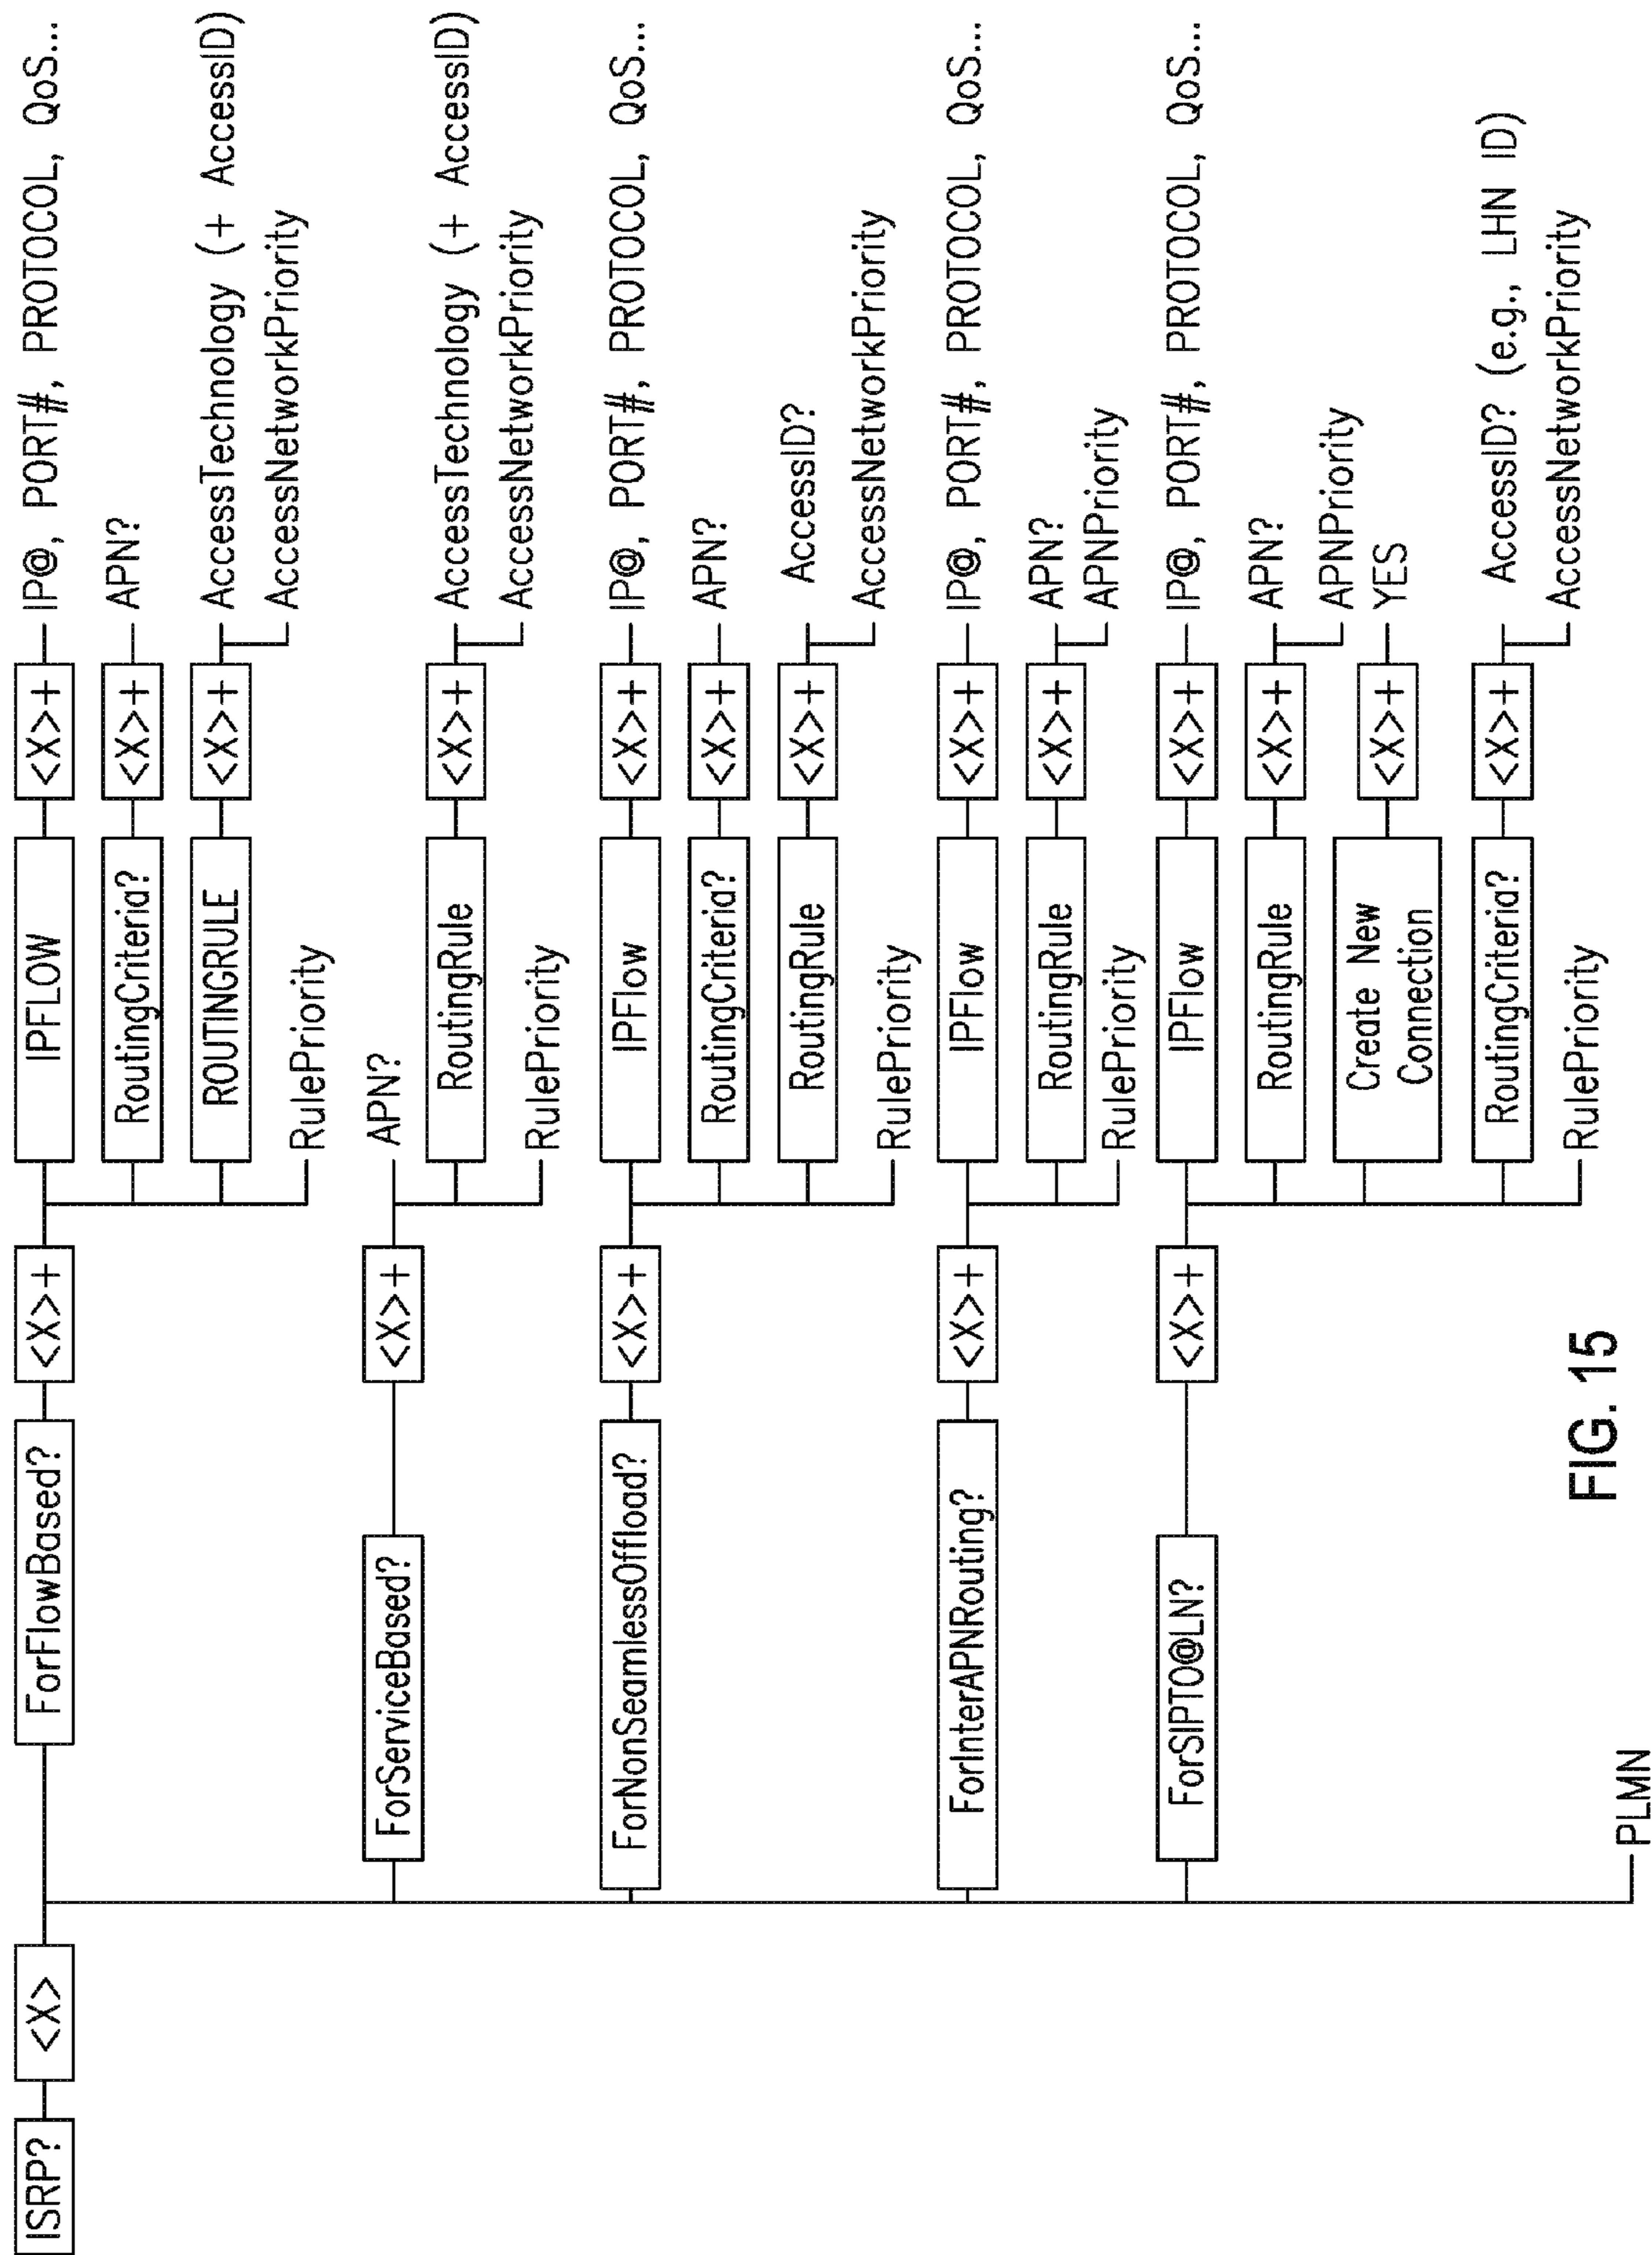 ISRP?
<X>
ForFlowBased?
<X>+
IPFLOW
<X>+
IP@, PORT#, PROTOCOL, QoS...
RoutingCriteria?
<X>+
APN?
ROUTINGRULE
<X>+
AccessTechnology (+ AccessID)
AccessNetworkPriority
RulePriority
ForServiceBased?
<X>+
APN?
RoutingRule
<X>+
AccessTechnology (+ AccessID)
AccessNetworkPriority
RulePriority
ForNonSeamlessOffload?
<X>+
IPFlow
<X>+
IP@, PORT#, PROTOCOL, QoS...
RoutingCriteria?
<X>+
APN?
RoutingRule
<X>+
AccessID?
AccessNetworkPriority
RulePriority
ForInterAPNRouting?
<X>+
IPFlow
<X>+
IP@, PORT#, PROTOCOL, QoS...
RoutingRule
<X>+
APN?
APNPriority
RulePriority
ForSIPTO@LN?
<X>+
IPFlow
<X>+
IP@, PORT#, PROTOCOL, QoS...
RoutingRule
<X>+
APN?
APNPriority
Create New
Connection
<X>+
YES
RoutingCriteria?
<X>+
AccessID? (e.g., LHN ID)
AccessNetworkPriority
RulePriority
PLMN
FIG. 15